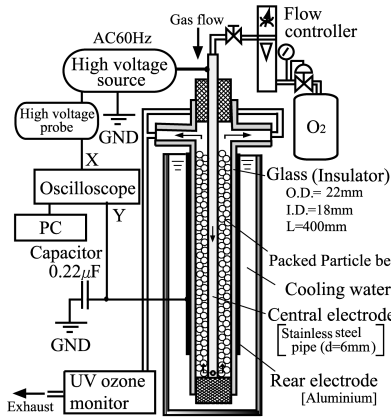 Gas flow
Flow
controller
AC60Hz
High voltage
source
High voltage
probe
GND
O2
X
Oscilloscope
Y
PC
Glass (Insulator)
O.D.= 22mm
I.D.=18mm
L=400mm
Capacitor
0.22μF
Packed Particle be
Cooling water
Central electrode
[Stainless steel
pipe (d=6mm)]
GND
Rear electrode
[Aluminium]
UV ozone
monitor
Exhaust